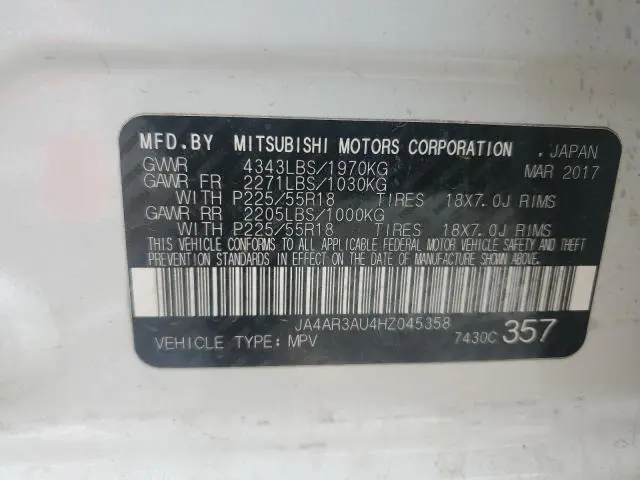 MFD.BY MITSUBISHI MOTORS CORPORATION . JAPAN
GVWR 4343LBS/1970KG MAR 2017
GAWR FR 2271LBS/1030KG
WITH P225/55R18 TIRES 18X7.0J RIMS
GAWR RR 2205LBS/1000KG
WITH P225/55R18 TIRES 18X7.0J RIMS
THIS VEHICLE CONFORMS TO ALL APPLICABLE FEDERAL MOTOR VEHICLE SAFETY AND THEFT
PREVENTION STANDARDS IN EFFECT ON THE DATE OF MANUFACTURE SHOWN ABOVE.
JA4AR3AU4HZ045358
VEHICLE TYPE: MPV 7430C 357